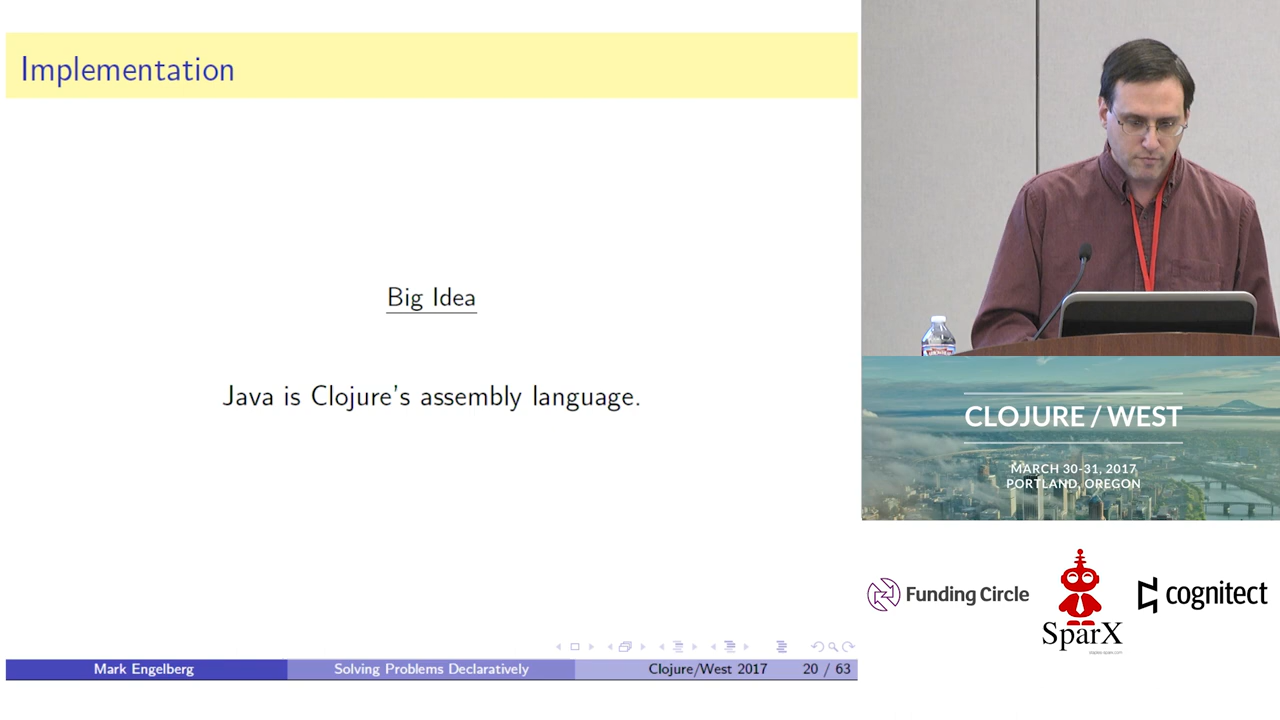 Implementation
Big Idea
Java is Clojure's assembly language.
Mark Engelberg
Solving Problems Declaratively
Clojure/West 2017
20 / 63
CLOJURE / WEST
MARCH 30-31, 2017
PORTLAND, OREGON
Funding Circle
SparX
cognitect